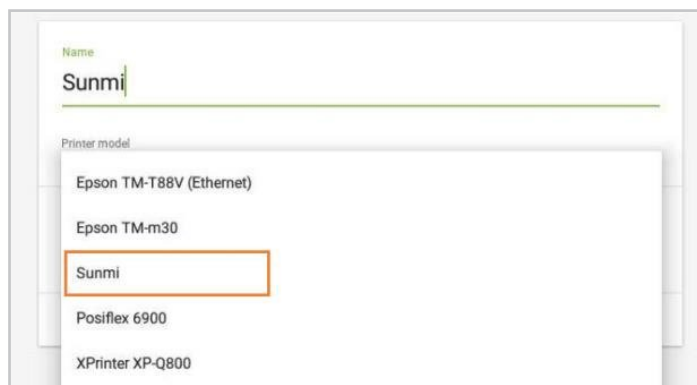 Name
Sunmi
Printer model
Epson TM-T88V (Ethernet)
Epson TM-m30
Sunmi
Posiflex 6900
XPrinter XP-Q800